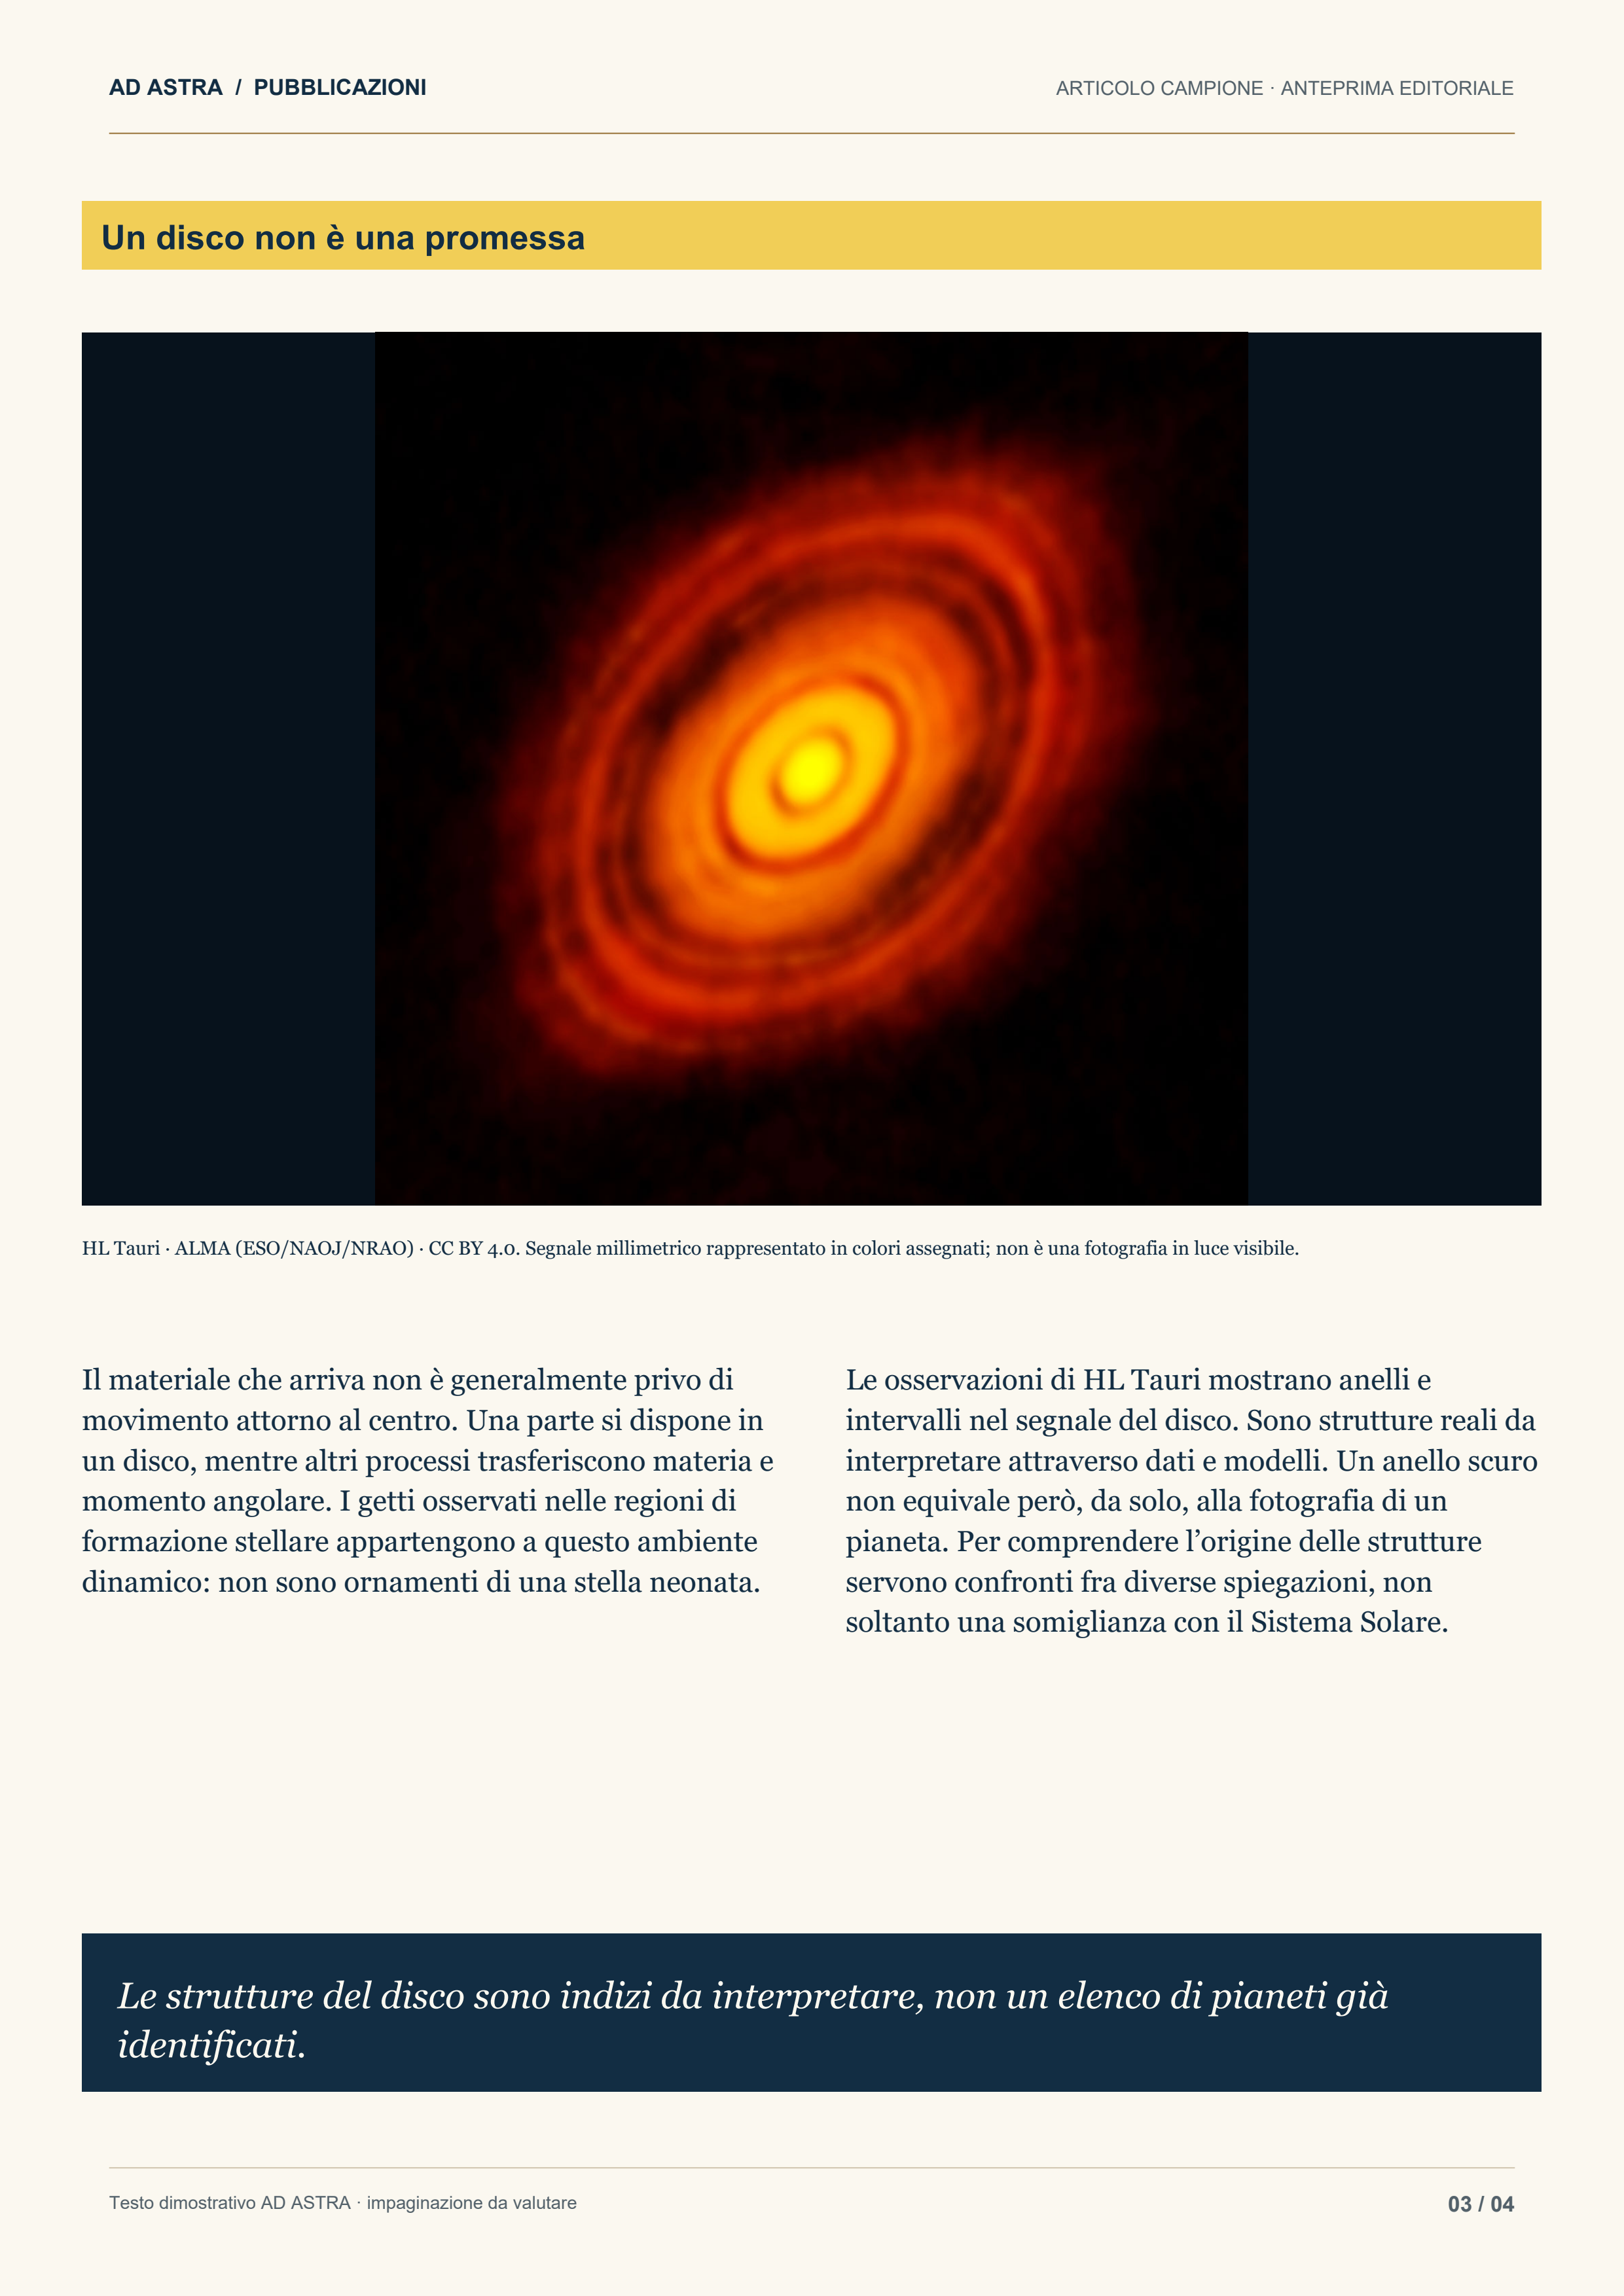 AD ASTRA / PUBBLICAZIONI
ARTICOLO CAMPIONE · ANTEPRIMA EDITORIALE
Un disco non è una promessa
HL Tauri · ALMA (ESO/NAOJ/NRAO) · CC BY 4.0. Segnale millimetrico rappresentato in colori assegnati; non è una fotografia in luce visibile.
Il materiale che arriva non è generalmente privo di
movimento attorno al centro. Una parte si dispone in
un disco, mentre altri processi trasferiscono materia e
momento angolare. I getti osservati nelle regioni di
formazione stellare appartengono a questo ambiente
dinamico: non sono ornamenti di una stella neonata.
Le osservazioni di HL Tauri mostrano anelli e
intervalli nel segnale del disco. Sono strutture reali da
interpretare attraverso dati e modelli. Un anello scuro
non equivale però, da solo, alla fotografia di un
pianeta. Per comprendere l’origine delle strutture
servono confronti fra diverse spiegazioni, non
soltanto una somiglianza con il Sistema Solare.
Le strutture del disco sono indizi da interpretare, non un elenco di pianeti già
identificati.
Testo dimostrativo AD ASTRA · impaginazione da valutare
03 / 04